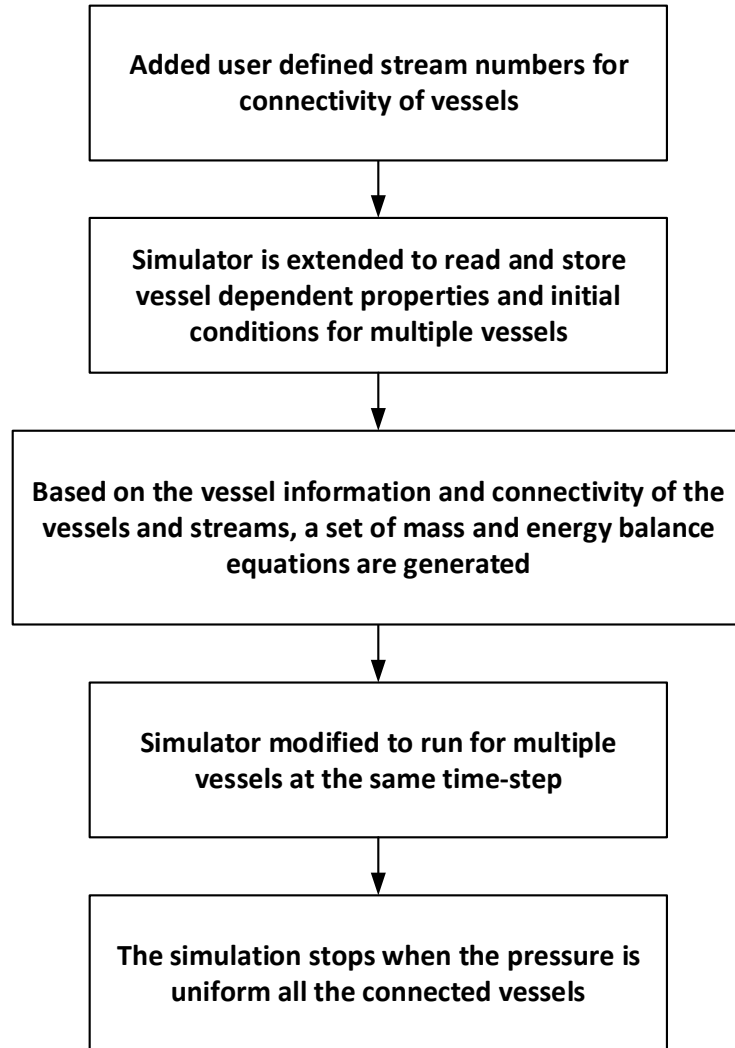 Added user defined stream numbers for
connectivity of vessels
Simulator is extended to read and store
vessel dependent properties and initial
conditions for multiple vessels
Based on the vessel information and connectivity of the
vessels and streams, a set of mass and energy balance
equations are generated
Simulator modified to run for multiple
vessels at the same time-step
The simulation stops when the pressure is
uniform all the connected vessels